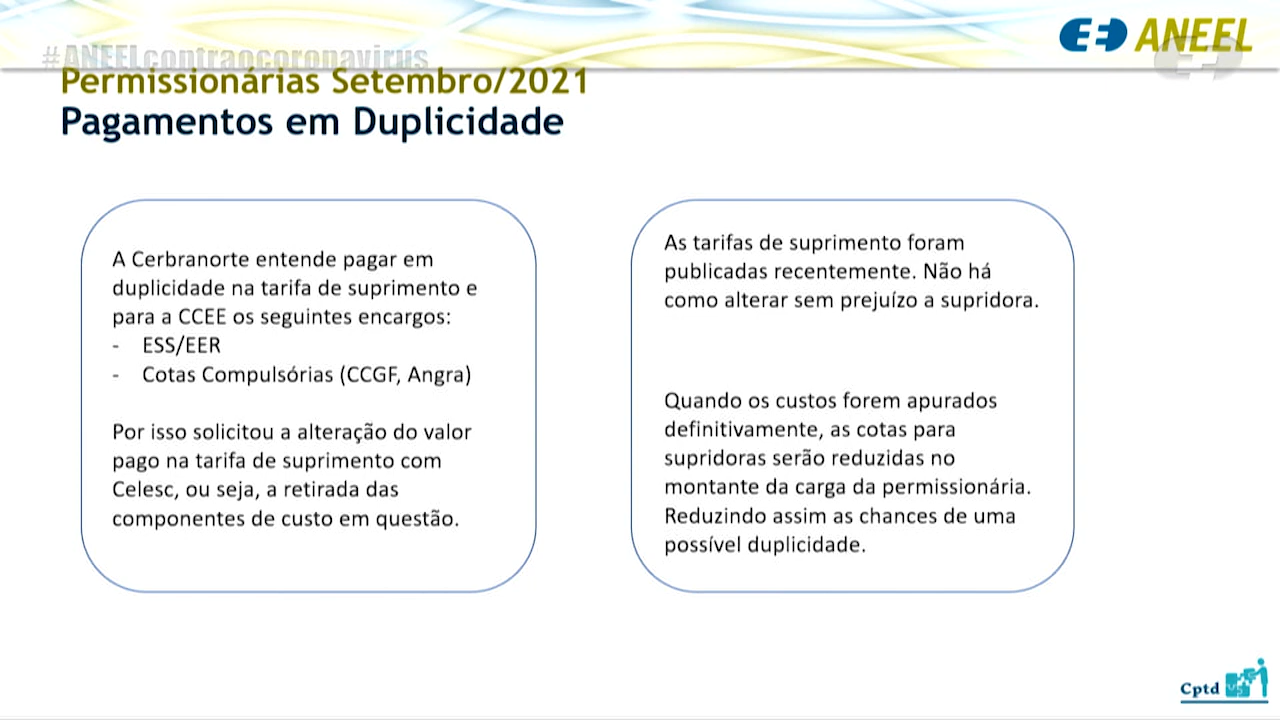 #ANEELcontraocoronavirus
ANEEL
Permissionárias Setembro/2021
Pagamentos em Duplicidade
A Cerbranorte entende pagar em
duplicidade na tarifa de suprimento e
para a CCEE os seguintes encargos:
- ESS/EER
- Cotas Compulsórias (CCGF, Angra)
Por isso solicitou a alteração do valor
pago na tarifa de suprimento com
Celesc, ou seja, a retirada das
componentes de custo em questão.
As tarifas de suprimento foram
publicadas recentemente. Não há
como alterar sem prejuízo a supridora.
Quando os custos forem apurados
definitivamente, as cotas para
supridoras serão reduzidas no
montante da carga da permissionária.
Reduzindo assim as chances de uma
possível duplicidade.
Cptd